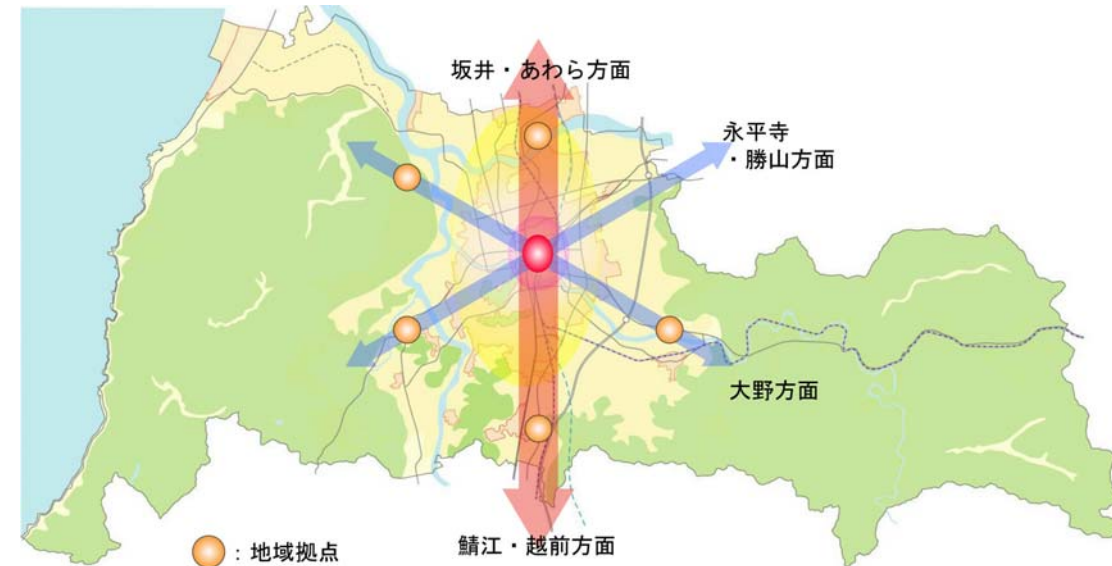 坂井・あわら方面
永平寺
・勝山方面
大野方面
鯖江・越前方面
：地域拠点